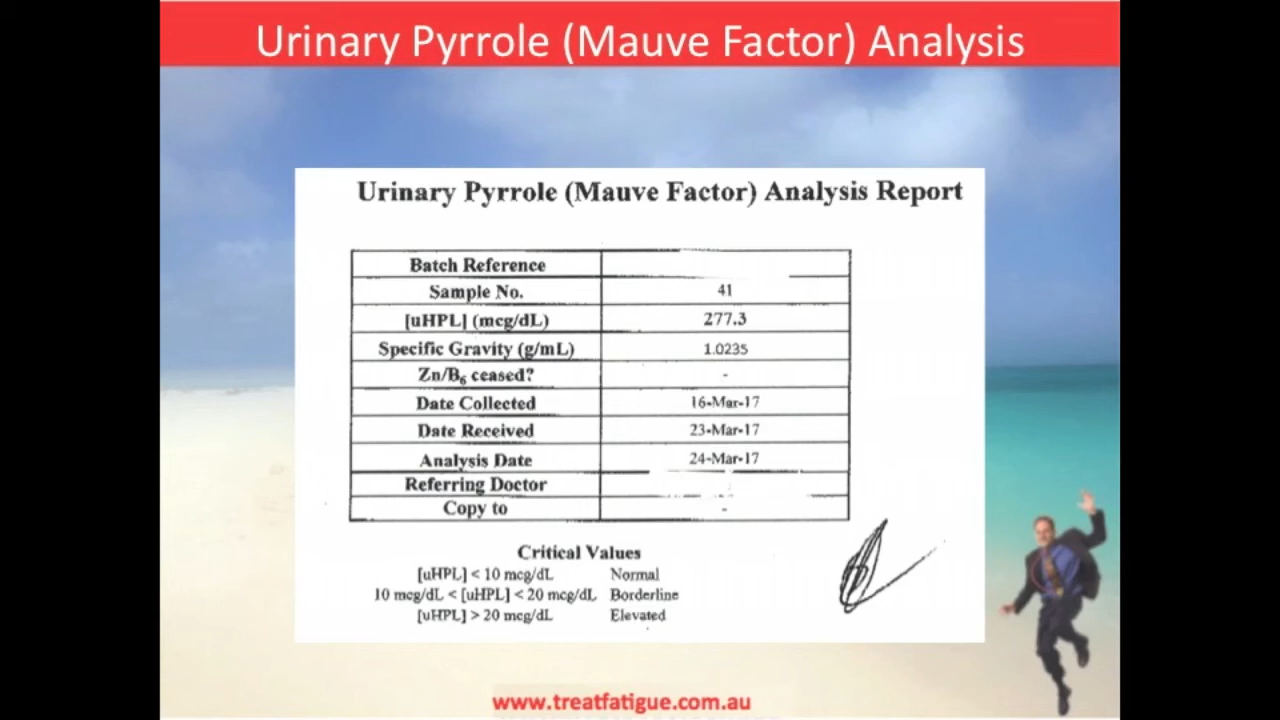 Urinary Pyrrole (Mauve Factor) Analysis
Urinary Pyrrole (Mauve Factor) Analysis Report
Batch Reference
Sample No. 41
[uHPL] (mcg/dL) 277.3
Specific Gravity (g/mL) 1.0235
Zn/B₆ ceased? -
Date Collected 16-Mar-17
Date Received 23-Mar-17
Analysis Date 24-Mar-17
Referring Doctor
Copy to -
Critical Values
[uHPL] < 10 mcg/dL Normal
10 mcg/dL < [uHPL] < 20 mcg/dL Borderline
[uHPL] > 20 mcg/dL Elevated
www.treatfatigue.com.au